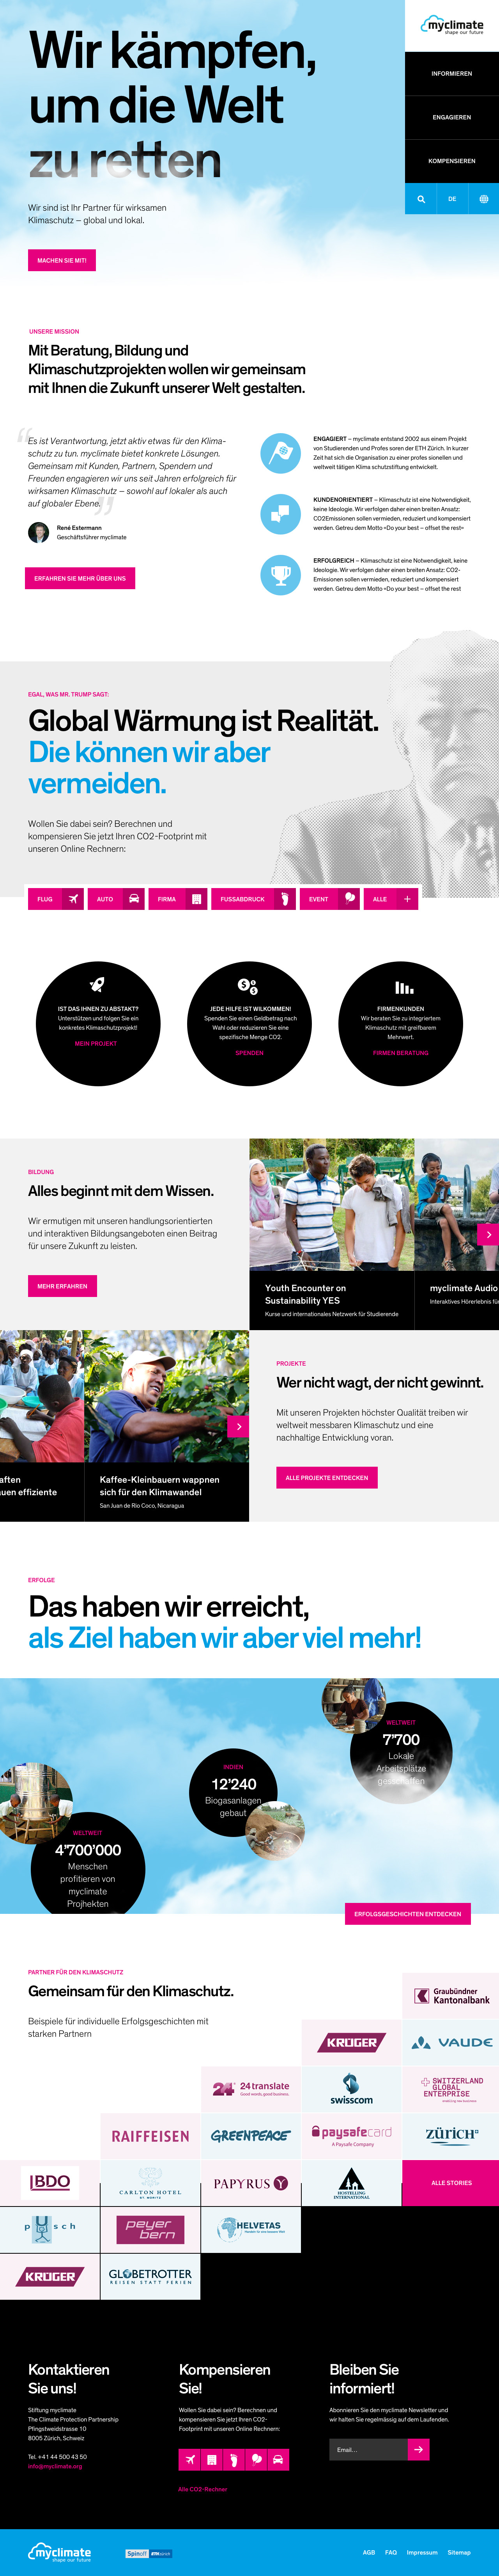 Wir kämpfen,
um die Welt
zu retten
Wir sind ist Ihr Partner für wirksamen
Klimaschutz – global und lokal.
MACHEN SIE MIT!
myclimate
shape our future
INFORMIEREN
ENGAGIEREN
KOMPENSIEREN
DE
UNSERE MISSION
Mit Beratung, Bildung und
Klimaschutzprojekten wollen wir gemeinsam
mit Ihnen die Zukunft unserer Welt gestalten.
“Es ist Verantwortung, jetzt aktiv etwas für den Klima-
schutz zu tun. myclimate bietet konkrete Lösungen.
Gemeinsam mit Kunden, Partnern, Spendern und
Freunden engagieren wir uns seit Jahren erfolgreich für
wirksamen Klimaschutz – sowohl auf lokaler als auch
auf globaler Ebene.”
René Estermann
Geschäftsführer myclimate
ERFAHREN SIE MEHR ÜBER UNS
ENGAGIERT – myclimate entstand 2002 aus einem Projekt
von Studierenden und Profes soren der ETH Zürich. In kurzer
Zeit hat sich die Organisation zu einer profes sionellen und
weltweit tätigen Klima schutzstiftung entwickelt.
KUNDENORIENTIERT – Klimaschutz ist eine Notwendigkeit,
keine Ideologie. Wir verfolgen daher einen breiten Ansatz:
CO2Emissionen sollen vermieden, reduziert und kompensiert
werden. Getreu dem Motto «Do your best – offset the rest»
ERFOLGREICH – Klimaschutz ist eine Notwendigkeit, keine
Ideologie. Wir verfolgen daher einen breiten Ansatz: CO2-
Emissionen sollen vermieden, reduziert und kompensiert
werden. Getreu dem Motto «Do your best – offset the rest
EGAL, WAS MR. TRUMP SAGT:
Global Wärmung ist Realität.
Die können wir aber
vermeiden.
Wollen Sie dabei sein? Berechnen und
kompensieren Sie jetzt Ihren CO2-Footprint mit
unseren Online Rechnern:
FLUG
AUTO
FIRMA
FUSSABDRUCK
EVENT
ALLE
IST DAS IHNEN ZU ABSTAKT?
Unterstützen und folgen Sie ein
konkretes Klimaschutzprojekt!
MEIN PROJEKT
JEDE HILFE IST WILKOMMEN!
Spenden Sie einen Geldbetrag nach
Wahl oder reduzieren Sie eine
spezifische Menge CO2.
SPENDEN
FIRMENKUNDEN
Wir beraten Sie zu integriertem
Klimaschutz mit greifbarem
Mehrwert.
FIRMEN BERATUNG
BILDUNG
Alles beginnt mit dem Wissen.
Wir ermutigen mit unseren handlungsorientierten
und interaktiven Bildungsangeboten einen Beitrag
für unsere Zukunft zu leisten.
MEHR ERFAHREN
Youth Encounter on
Sustainability YES
Kurse und internationales Netzwerk für Studierende
myclimate Audio
Interaktives Hörerlebnis fü
aften
uen effiziente
Kaffee-Kleinbauern wappnen
sich für den Klimawandel
San Juan de Rio Coco, Nicaragua
PROJEKTE
Wer nicht wagt, der nicht gewinnt.
Mit unseren Projekten höchster Qualität treiben wir
weltweit messbaren Klimaschutz und eine
nachhaltige Entwicklung voran.
ALLE PROJEKTE ENTDECKEN
ERFOLGE
Das haben wir erreicht,
als Ziel haben wir aber viel mehr!
WELTWEIT
7’700
Lokale
Arbeitsplätze
geschaffen
INDIEN
12’240
Biogasanlagen
gebaut
WELTWEIT
4’700’000
Menschen
profitieren von
myclimate
Projhekten
ERFOLGSGESCHICHTEN ENTDECKEN
PARTNER FÜR DEN KLIMASCHUTZ
Gemeinsam für den Klimaschutz.
Beispiele für individuelle Erfolgsgeschichten mit
starken Partnern
Graubündner
Kantonalbank
KRÜGER
VAUDE
24translate
Good words, good business.
swisscom
SWITZERLAND
GLOBAL
ENTERPRISE
RAIFFEISEN
GREENPEACE
paysafecard
A Paysafe Company
zürich
BDO
CARLTON HOTEL
ST. MORITZ
PAPYRUS
HOSTELLING
INTERNATIONAL
ALLE STORIES
pusch
peyer
bern
HELVETAS
KRÜGER
GLOBETROTTER
REISEN STATT FERIEN
Kontaktieren
Sie uns!
Stiftung myclimate
The Climate Protection Partnership
Pfingstweidstrasse 10
8005 Zürich, Schweiz
Tel. +41 44 500 43 50
info@myclimate.org
Kompensieren
Sie!
Wollen Sie dabei sein? Berechnen und
kompensieren Sie jetzt Ihren CO2-
Footprint mit unseren Online Rechnern:
Alle CO2-Rechner
Bleiben Sie
informiert!
Abonnieren Sie den myclimate Newsletter und
wir halten Sie regelmässig auf dem Laufenden.
Email...
myclimate
shape our future
Spinoff ETH zürich
AGB
FAQ
Impressum
Sitemap